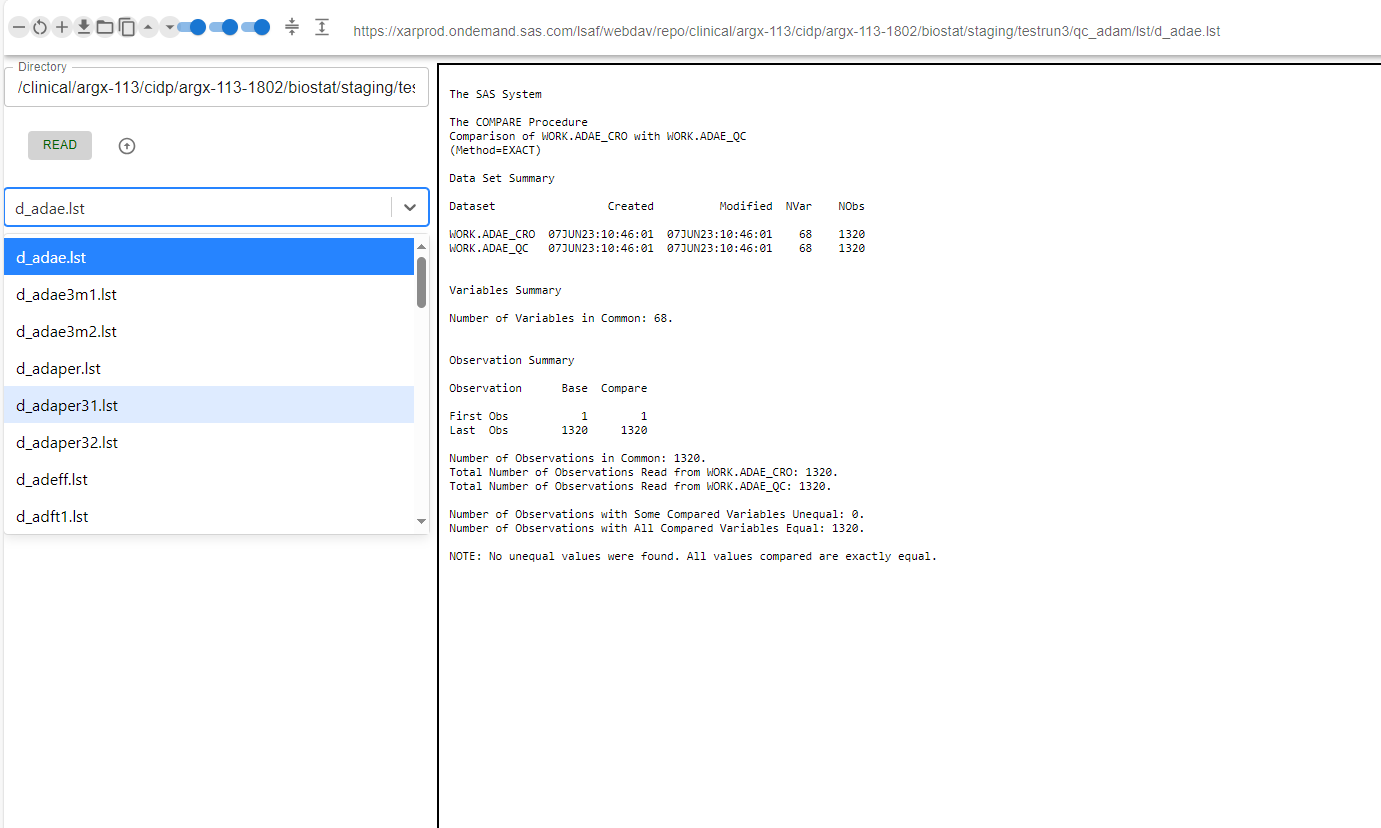 https://xarprod.ondemand.sas.com/lsaf/webdav/repo/clinical/argx-113/cidp/argx-113-1802/biostat/staging/testrun3/qc_adam/lst/d_adae.lst
Directory
/clinical/argx-113/cidp/argx-113-1802/biostat/staging/tes
READ
d_adae.lst
d_adae.lst
d_adae3m1.lst
d_adae3m2.lst
d_adaper.lst
d_adaper31.lst
d_adaper32.lst
d_adeff.lst
d_adft1.lst
The SAS System
The COMPARE Procedure
Comparison of WORK.ADAE_CRO with WORK.ADAE_QC
(Method=EXACT)
Data Set Summary
Dataset Created Modified NVar NObs
WORK.ADAE_CRO 07JUN23:10:46:01 07JUN23:10:46:01 68 1320
WORK.ADAE_QC 07JUN23:10:46:01 07JUN23:10:46:01 68 1320
Variables Summary
Number of Variables in Common: 68.
Observation Summary
Observation Base Compare
First Obs 1 1
Last Obs 1320 1320
Number of Observations in Common: 1320.
Total Number of Observations Read from WORK.ADAE_CRO: 1320.
Total Number of Observations Read from WORK.ADAE_QC: 1320.
Number of Observations with Some Compared Variables Unequal: 0.
Number of Observations with All Compared Variables Equal: 1320.
NOTE: No unequal values were found. All values compared are exactly equal.